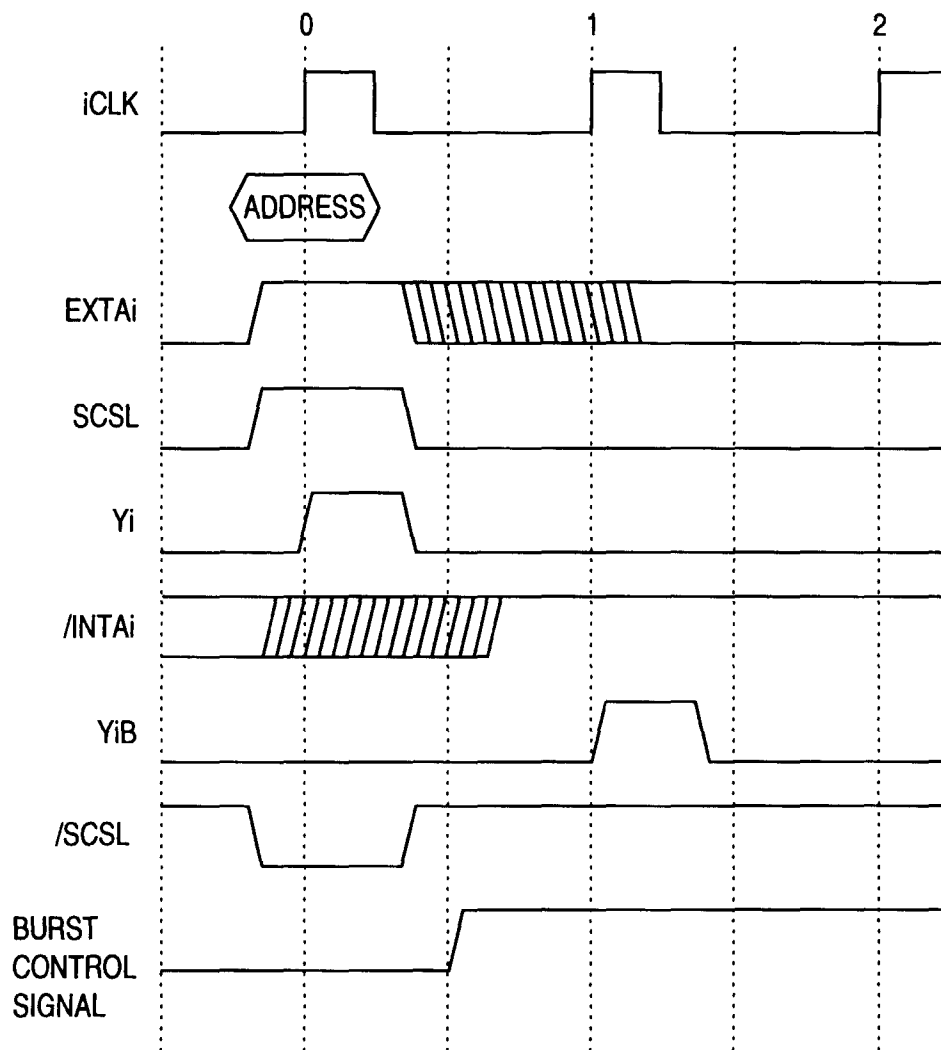 0 1 2
iCLK
ADDRESS
EXTAi
SCSL
Yi
/INTAi
YiB
/SCSL
BURST
CONTROL
SIGNAL